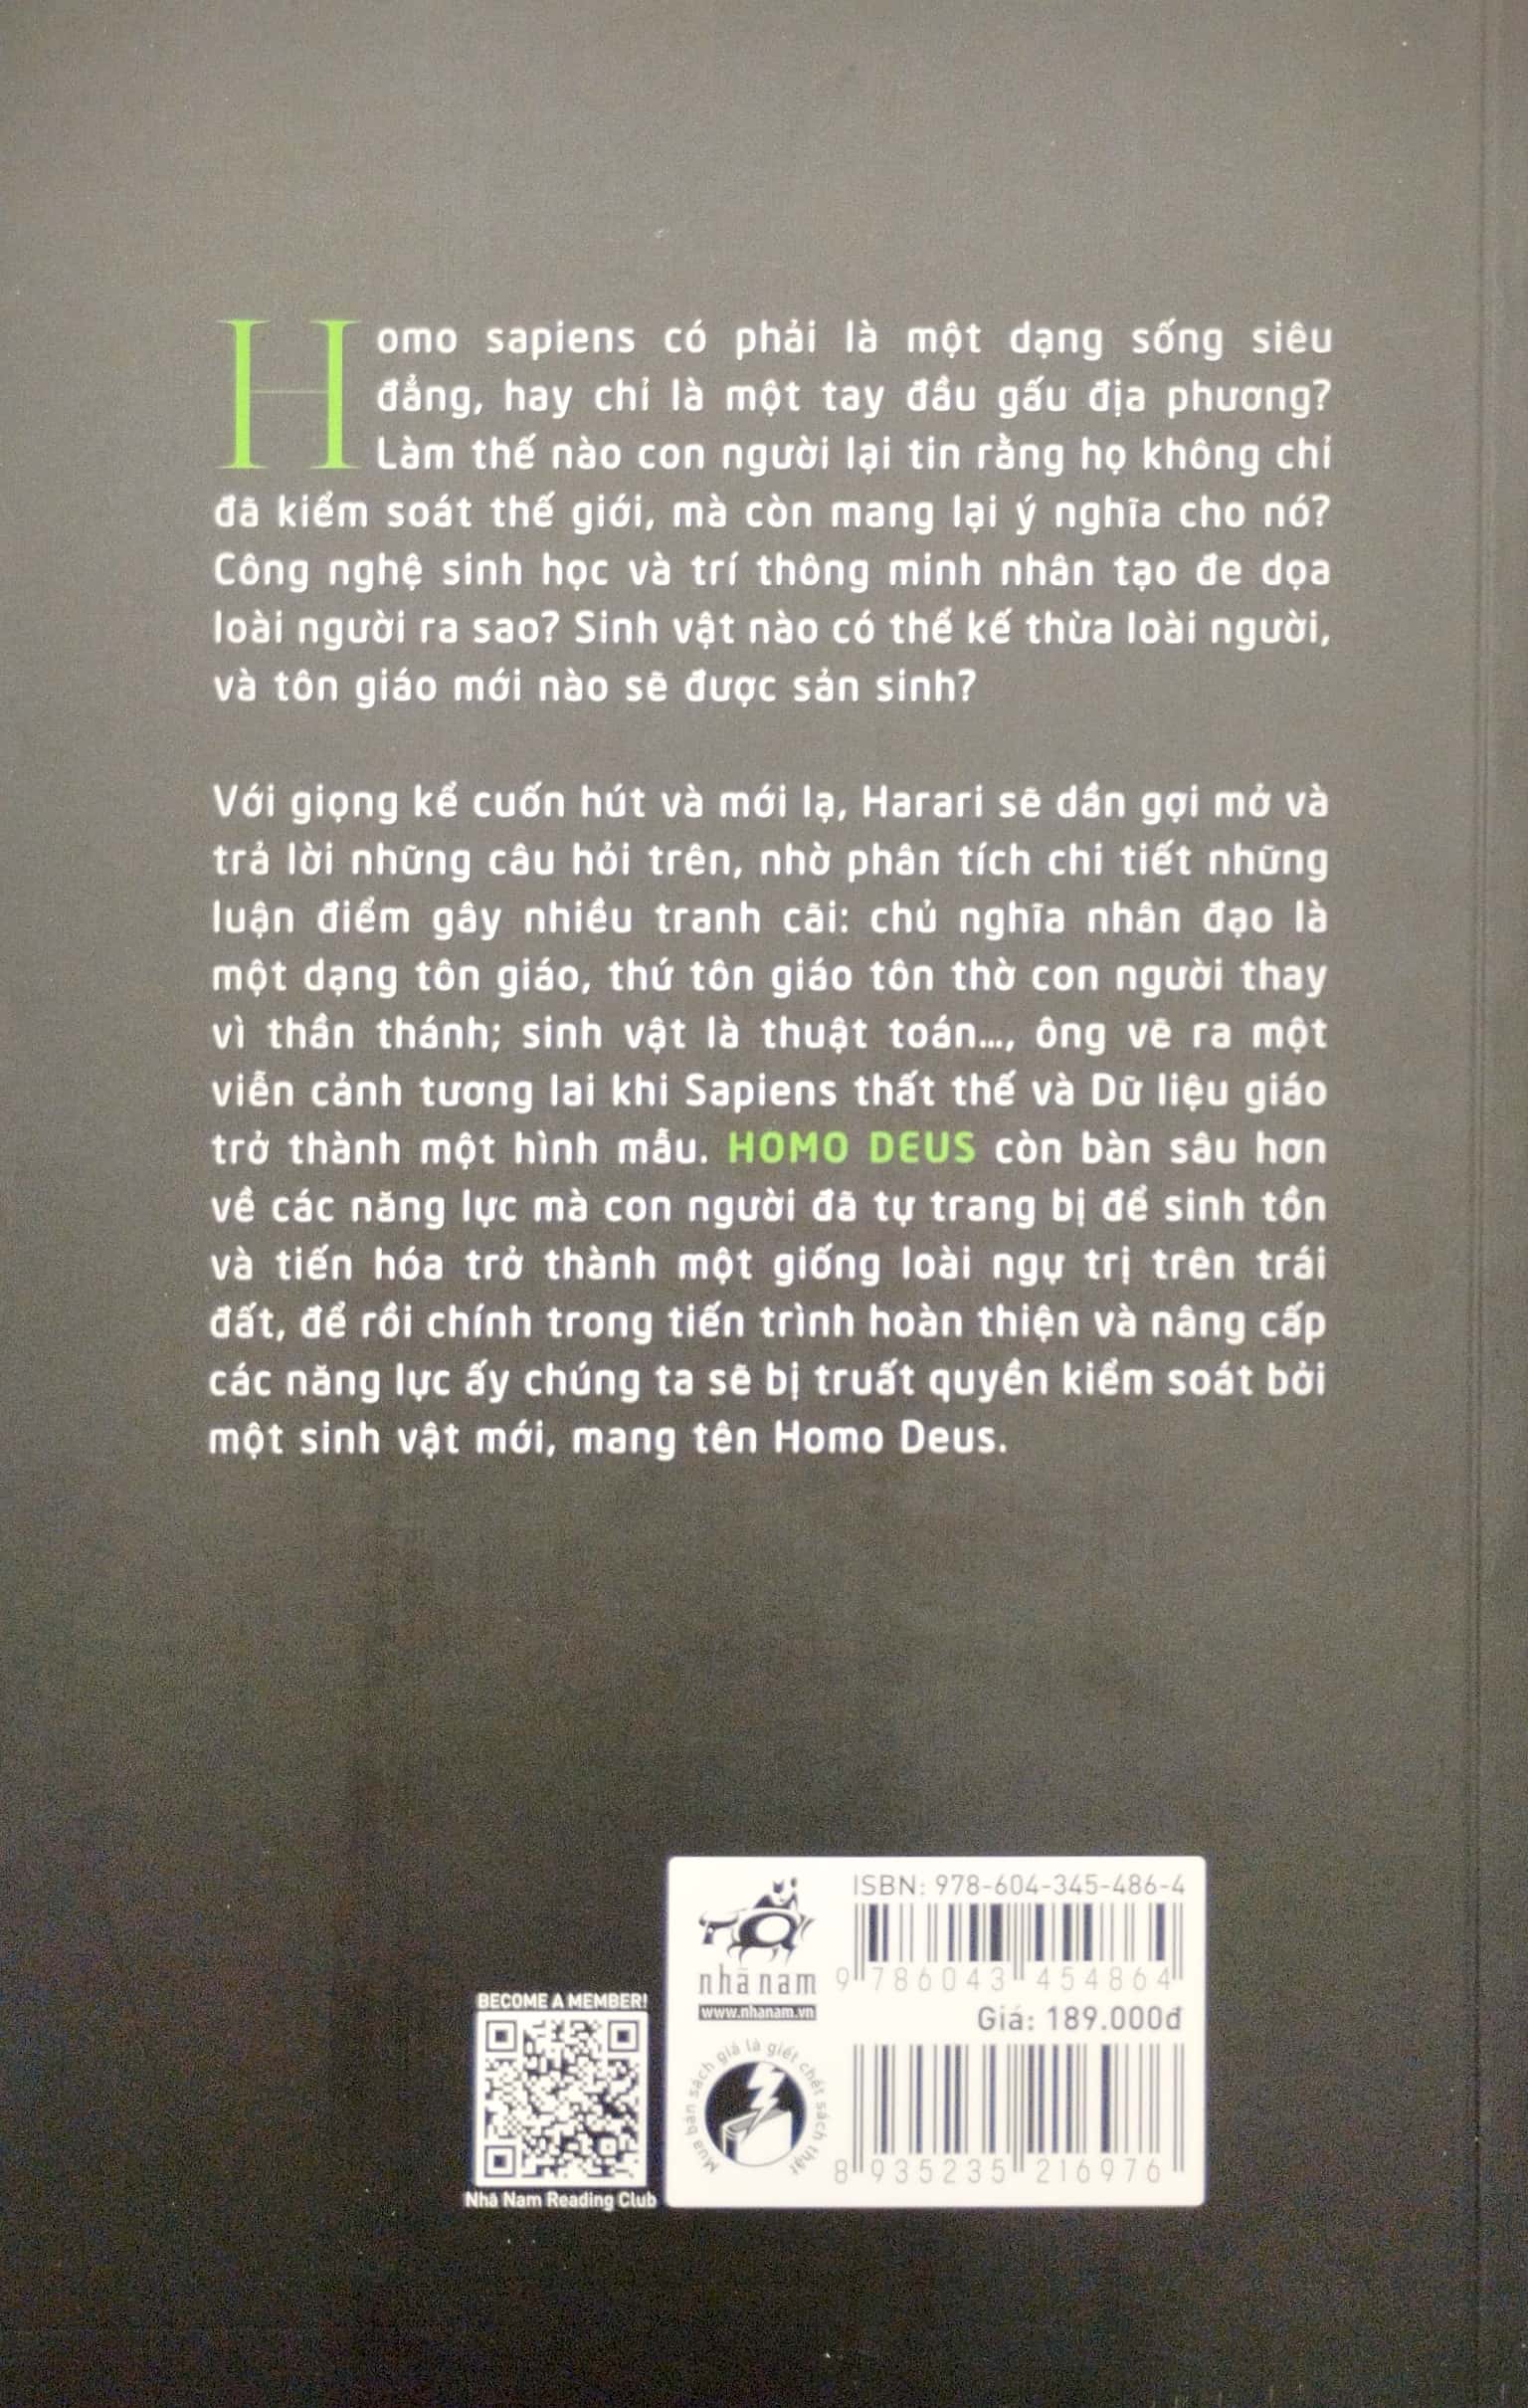 Homo sapiens có phải là một dạng sống siêu
đẳng, hay chỉ là một tay đầu gấu địa phương?
Làm thế nào con người lại tin rằng họ không chỉ
đã kiểm soát thế giới, mà còn mang lại ý nghĩa cho nó?
Công nghệ sinh học và trí thông minh nhân tạo đe dọa
loài người ra sao? Sinh vật nào có thể kế thừa loài người,
và tôn giáo mới nào sẽ được sản sinh?
Với giọng kể cuốn hút và mới lạ, Harari sẽ dần gợi mở và
trả lời những câu hỏi trên, nhờ phân tích chi tiết những
luận điểm gây nhiều tranh cãi: chủ nghĩa nhân đạo là
một dạng tôn giáo, thứ tôn giáo tôn thờ con người thay
vì thần thánh; sinh vật là thuật toán..., ông vẽ ra một
viễn cảnh tương lai khi Sapiens thất thế và Dữ liệu giáo
trở thành một hình mẫu. HOMO DEUS còn bàn sâu hơn
về các năng lực mà con người đã tự trang bị để sinh tồn
và tiến hóa trở thành một giống loài ngự trị trên trái
đất, để rồi chính trong tiến trình hoàn thiện và nâng cấp
các năng lực ấy chúng ta sẽ bị truất quyền kiểm soát bởi
một sinh vật mới, mang tên Homo Deus.
BECOME A MEMBER!
Nhã Nam Reading Club
nhã nam
www.nhanam.vn
Mua bán sách giả là giết chết sách thật
ISBN: 978-604-345-486-4
9 786043 454864
Giá: 189.000đ
8 935235 216976